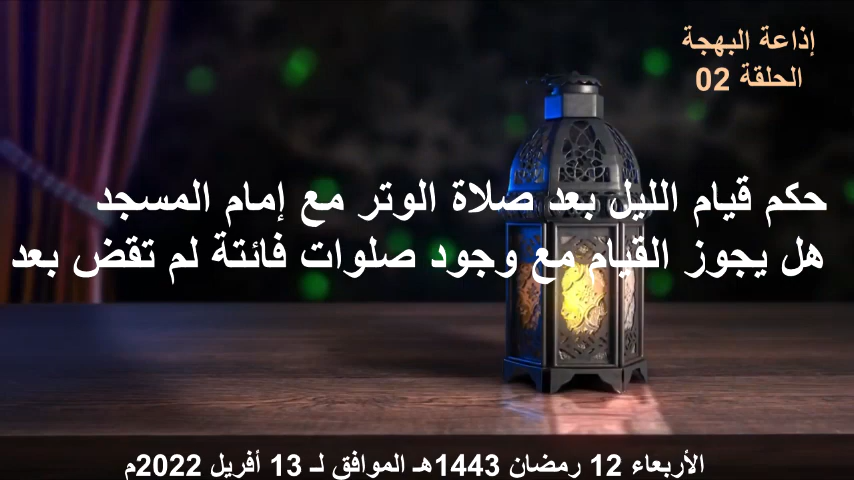 إذاعة البهجة
الحلقة 02
حكم قيام الليل بعد صلاة الوتر مع إمام المسجد
هل يجوز القيام مع وجود صلوات فائتة لم تقض بعد
الأربعاء 12 رمضان 1443هـ الموافق لـ 13 أفريل 2022م